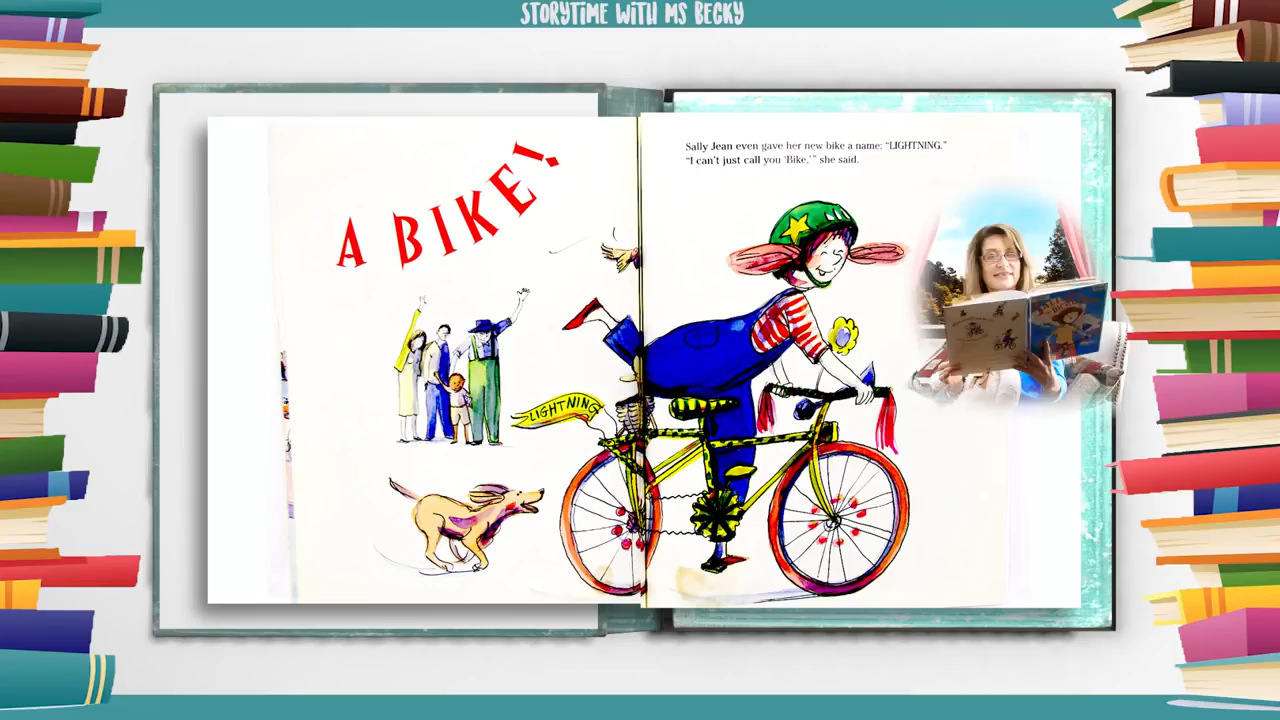 STORYTIME WITH MS BECKY
A BIKE!
Sally Jean even gave her new bike a name: “LIGHTNING.”
“I can’t just call you ‘Bike,’” she said.
LIGHTNING